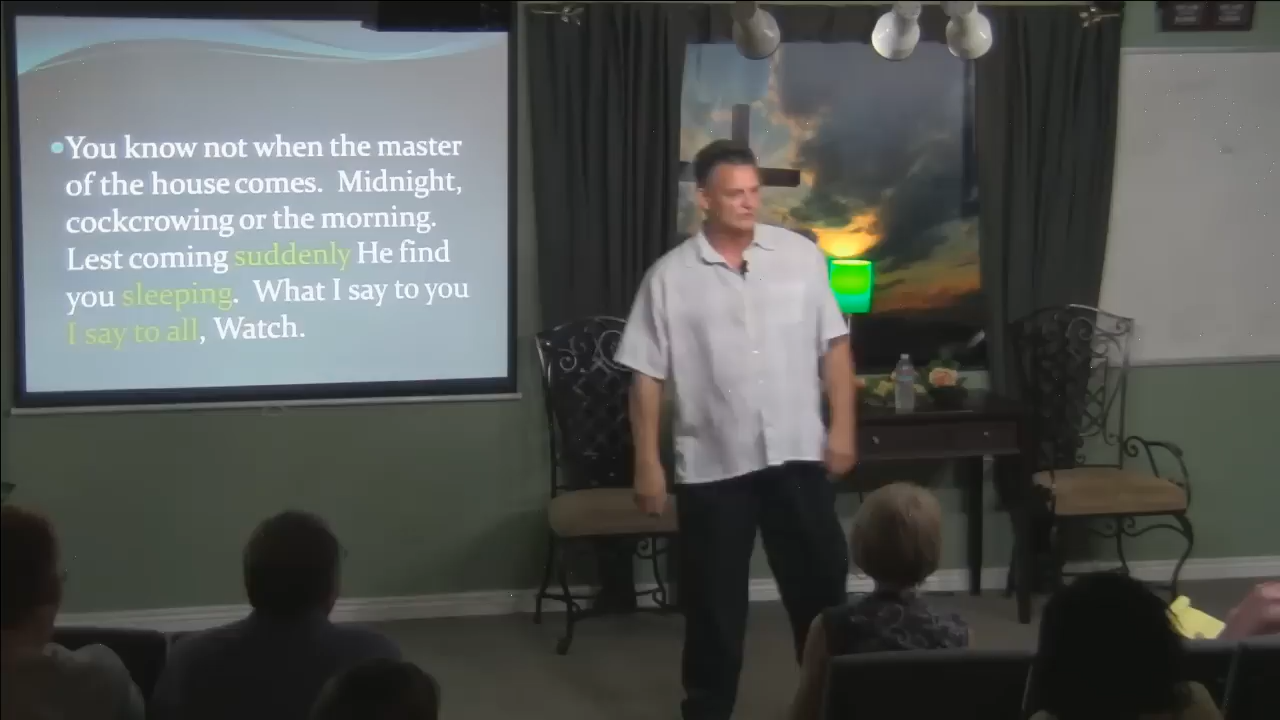 You know not when the master
of the house comes. Midnight,
cockcrowing or the morning.
Lest coming suddenly He find
you sleeping. What I say to you
I say to all, Watch.